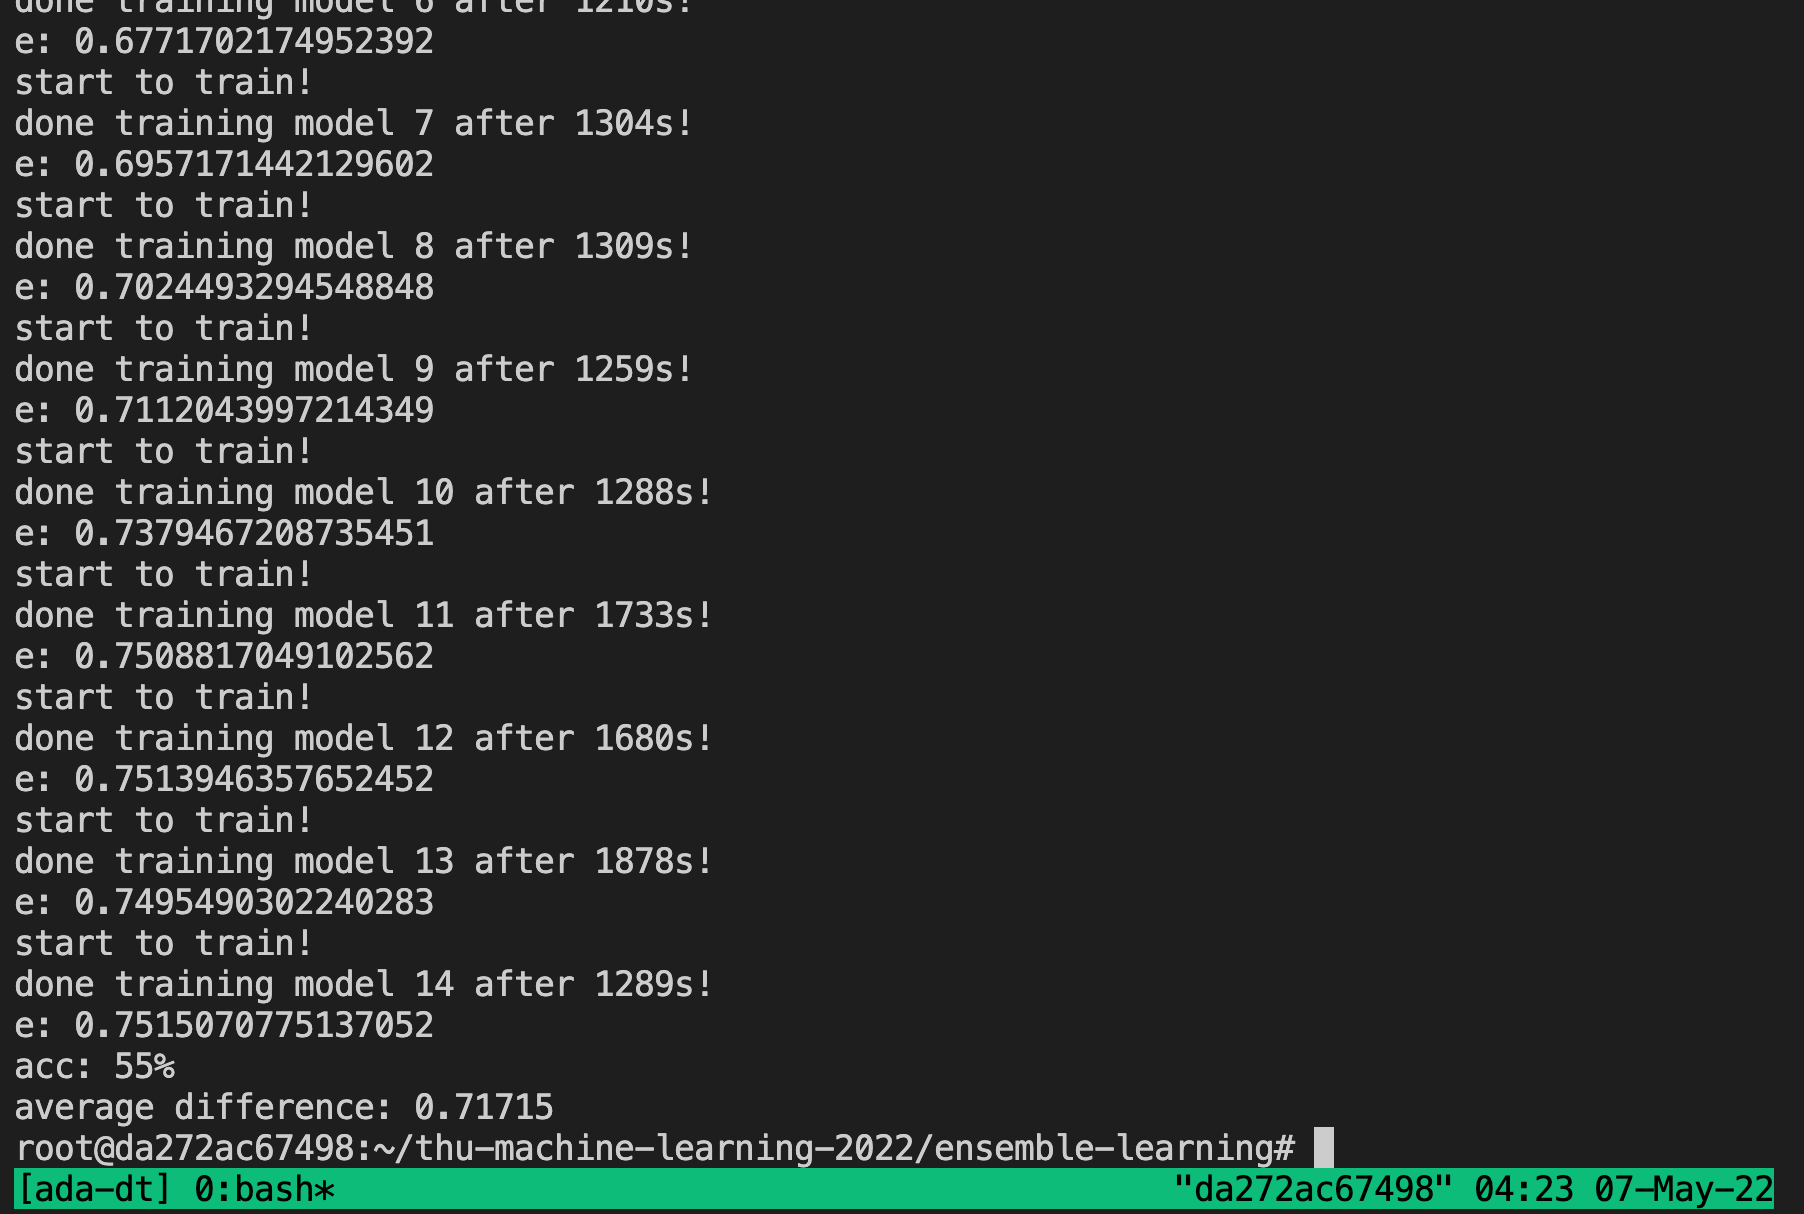 done training model 6 after 1210s!
e: 0.6771702174952392
start to train!
done training model 7 after 1304s!
e: 0.6957171442129602
start to train!
done training model 8 after 1309s!
e: 0.7024493294548848
start to train!
done training model 9 after 1259s!
e: 0.7112043997214349
start to train!
done training model 10 after 1288s!
e: 0.7379467208735451
start to train!
done training model 11 after 1733s!
e: 0.7508817049102562
start to train!
done training model 12 after 1680s!
e: 0.7513946357652452
start to train!
done training model 13 after 1878s!
e: 0.7495490302240283
start to train!
done training model 14 after 1289s!
e: 0.7515070775137052
acc: 55%
average difference: 0.71715
root@da272ac67498:~/thu-machine-learning-2022/ensemble-learning#
[ada-dt] 0:bash* "da272ac67498" 04:23 07-May-22